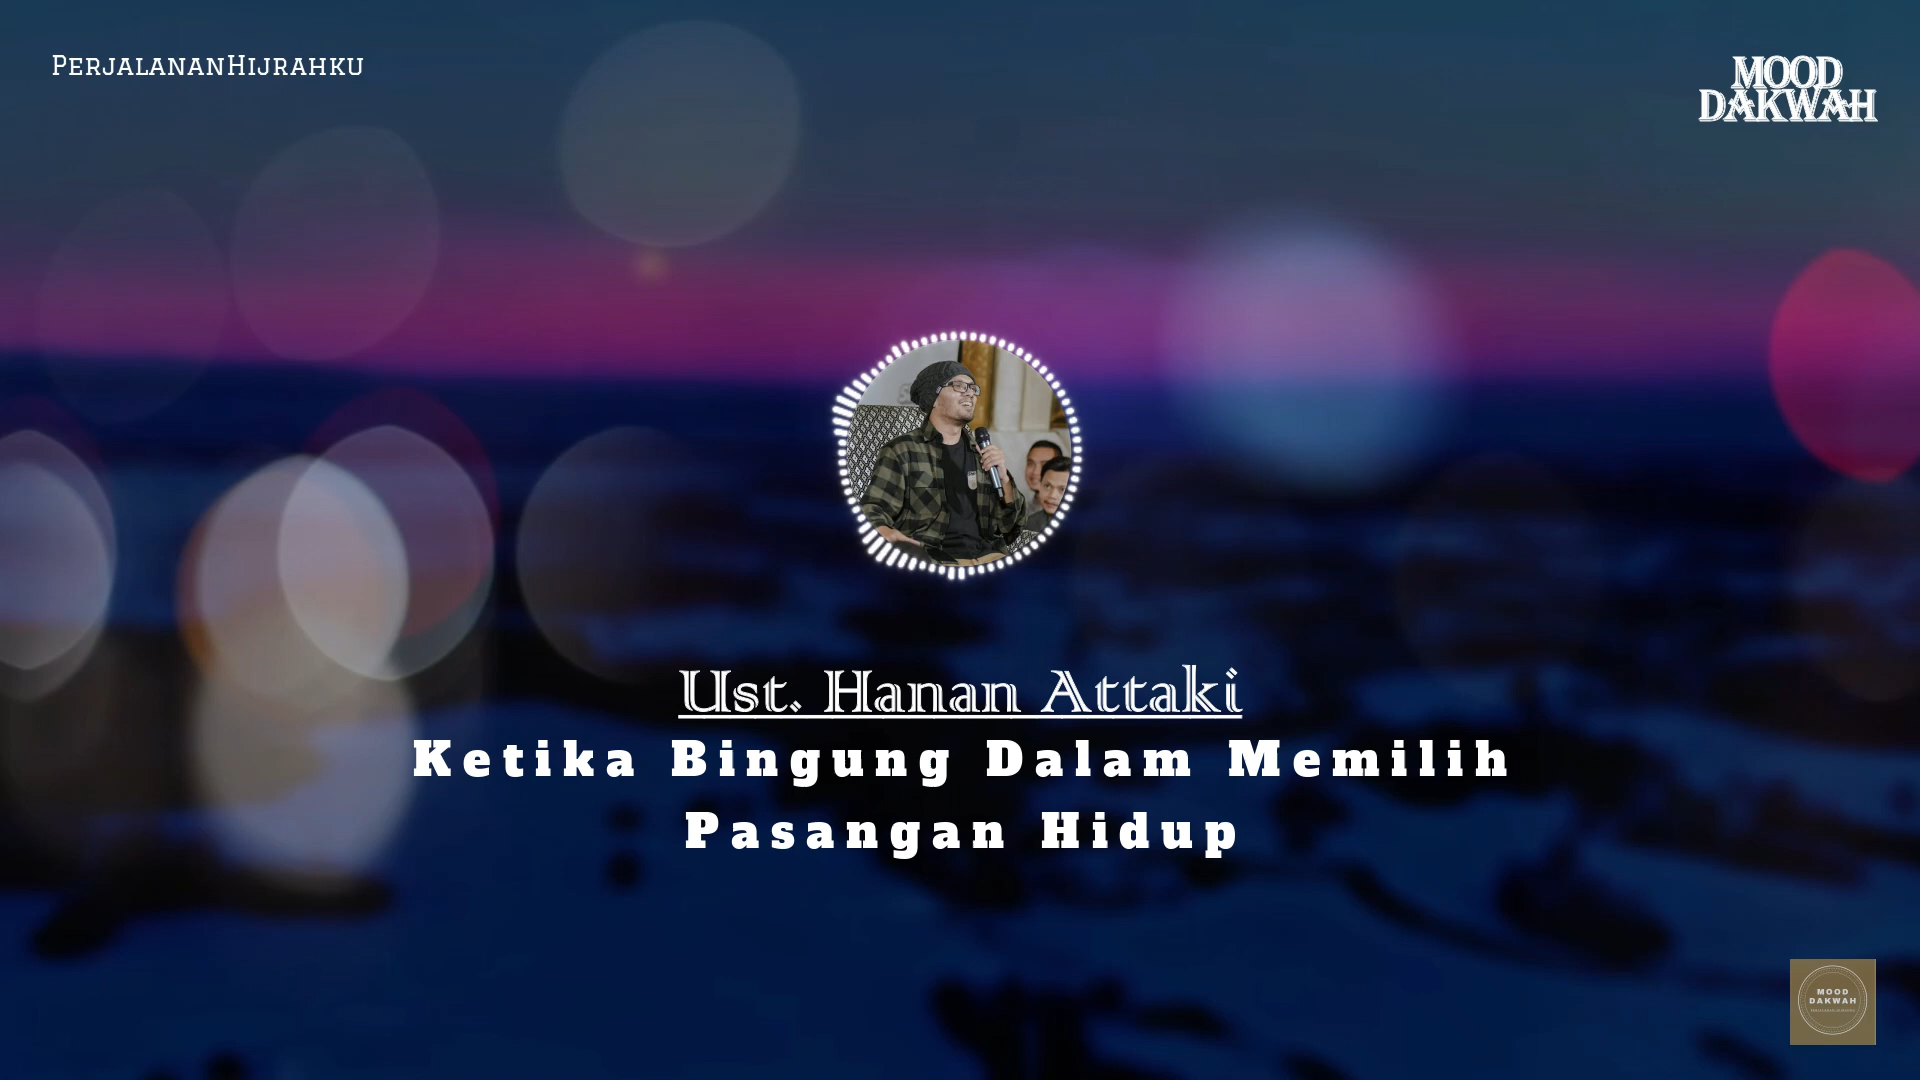 PerjalananHijrahku
MOOD
DAKWAH
Ust. Hanan Attaki
Ketika Bingung Dalam Memilih
Pasangan Hidup
MOOD
DAKWAH